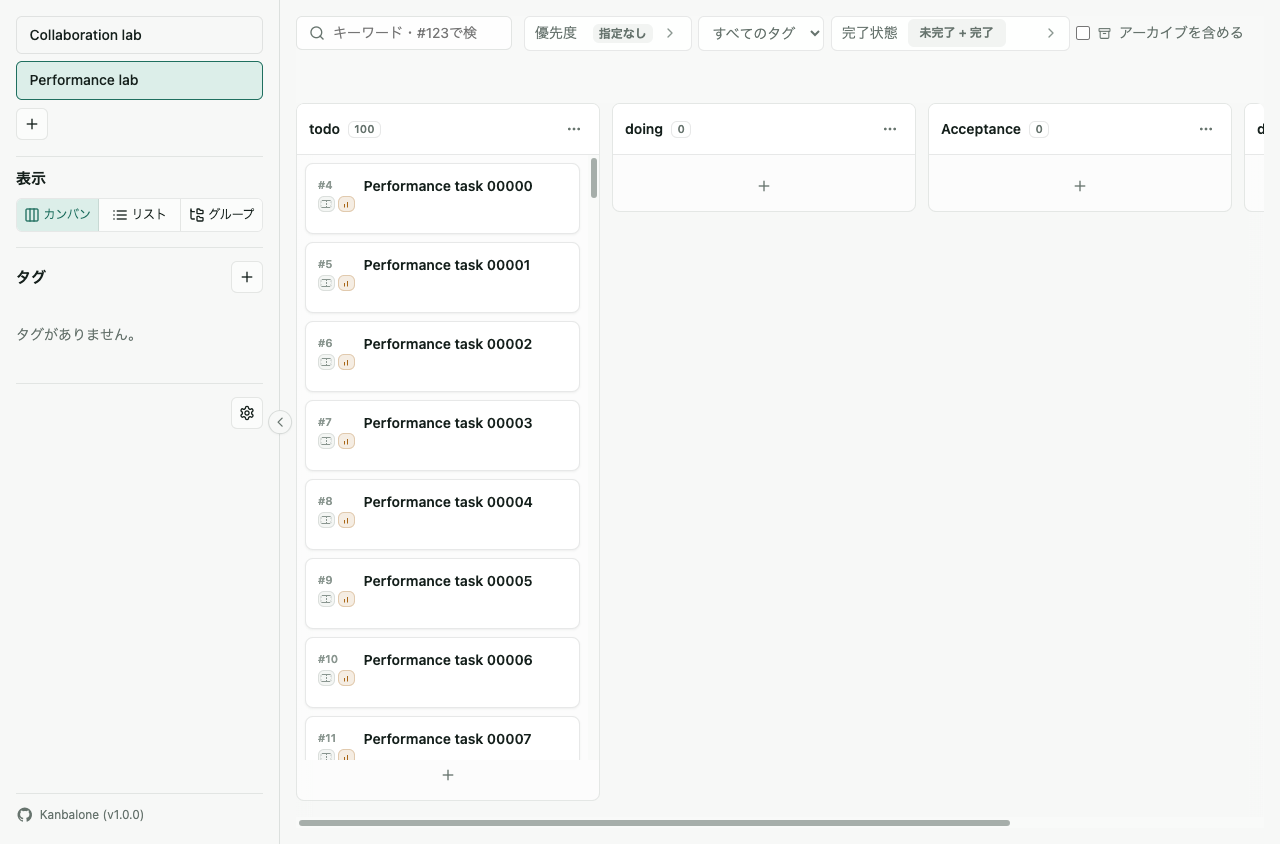 Collaboration lab
Performance lab
表示
カンバン リスト グループ
タグ
タグがありません。
Kanbalone (v1.0.0)
キーワード・#123で検
優先度 指定なし
すべてのタグ
完了状態 未完了 + 完了
アーカイブを含める
todo 100
#4 Performance task 00000
#5 Performance task 00001
#6 Performance task 00002
#7 Performance task 00003
#8 Performance task 00004
#9 Performance task 00005
#10 Performance task 00006
#11 Performance task 00007
doing 0
Acceptance 0